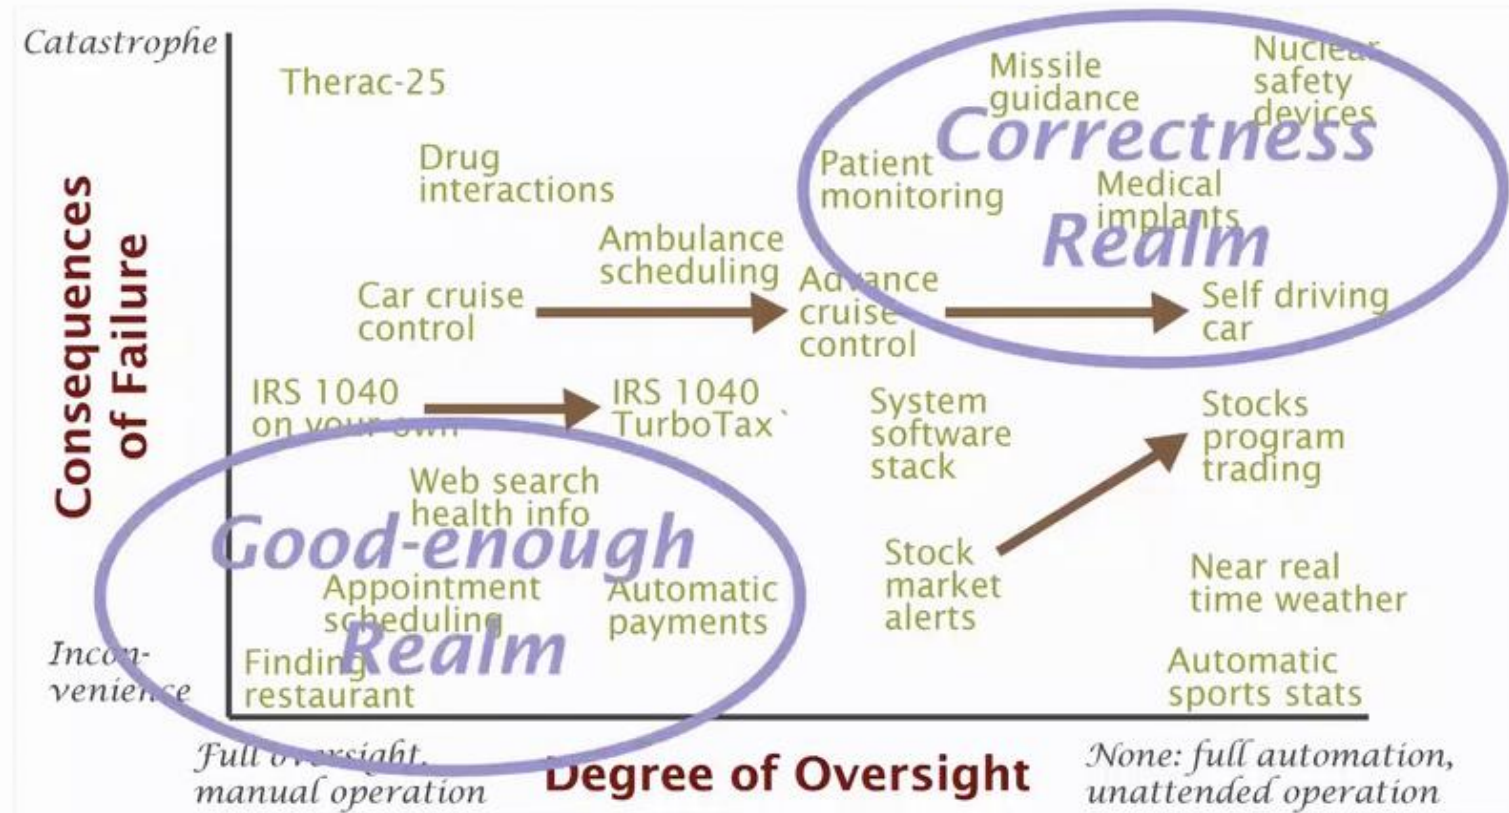 Catastrophe
Therac-25
Missile
guidance
Nuclear
safety
devices
Correctness
Realm
Drug
interactions
Patient
monitoring
Medical
implants
Ambulance
scheduling
Car cruise
control
Advance
cruise
control
Self driving
car
Consequences
of Failure
IRS 1040
on your own
IRS 1040
TurboTax`
System
software
stack
Stocks
program
trading
Web search
health info
Good-enough
Realm
Appointment
scheduling
Automatic
payments
Stock
market
alerts
Near real
time weather
Incon-
venience
Finding
restaurant
Automatic
sports stats
Full oversight,
manual operation
Degree of Oversight
None: full automation,
unattended operation